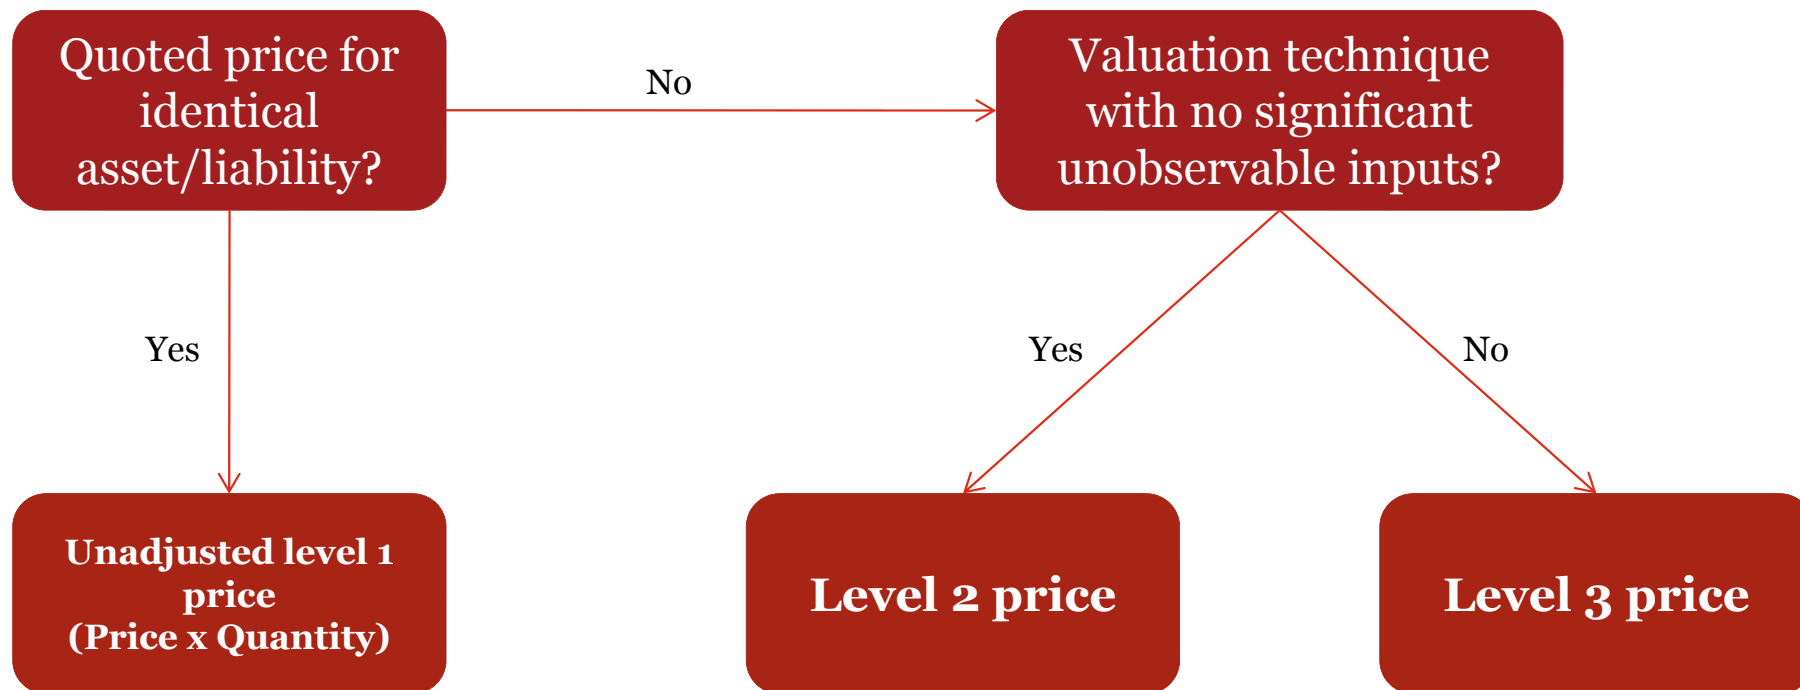 Quoted price for
identical
asset/liability?
No
Valuation technique
with no significant
unobservable inputs?
Yes
Yes
No
Unadjusted level 1
price
(Price x Quantity)
Level 2 price
Level 3 price